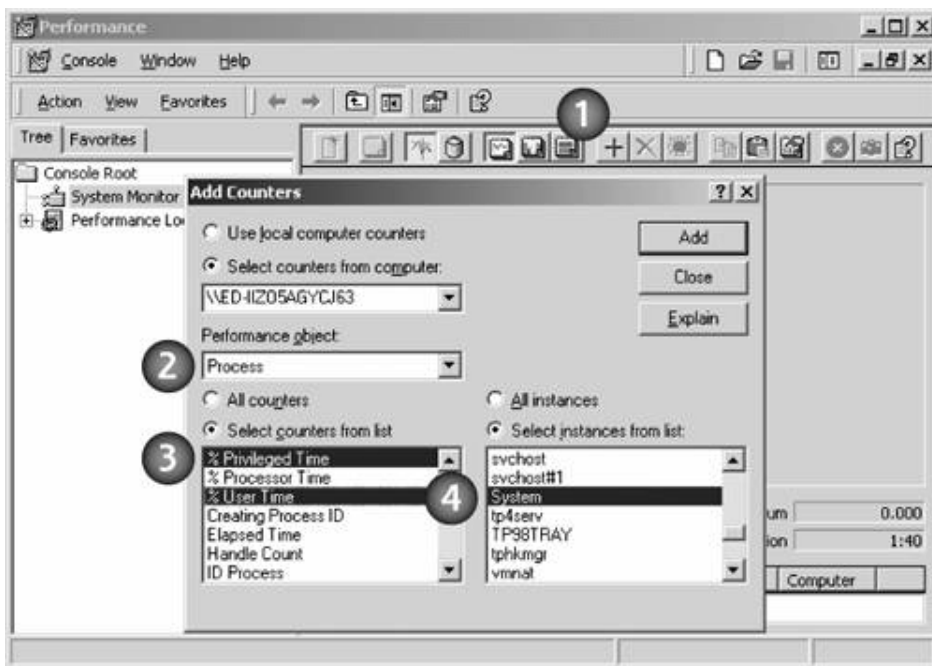 Performance
Console Window Help
Action View Favorites
1
Tree Favorites
Console Root
System Monitor
Performance Lo
Add Counters
Use local computer counters
Add
Select counters from computer:
Close
\\ED-IIZO5AGYCJ63
Explain
Performance object:
2
Process
All counters
All instances
Select counters from list
Select instances from list:
3
% Privileged Time
% Processor Time
% User Time
Creating Process ID
Elapsed Time
Handle Count
ID Process
4
svchost
svchost#1
System
tp4serv
TP98TRAY
tphkmgr
vmnat
um 0.000
ion 1:40
Computer